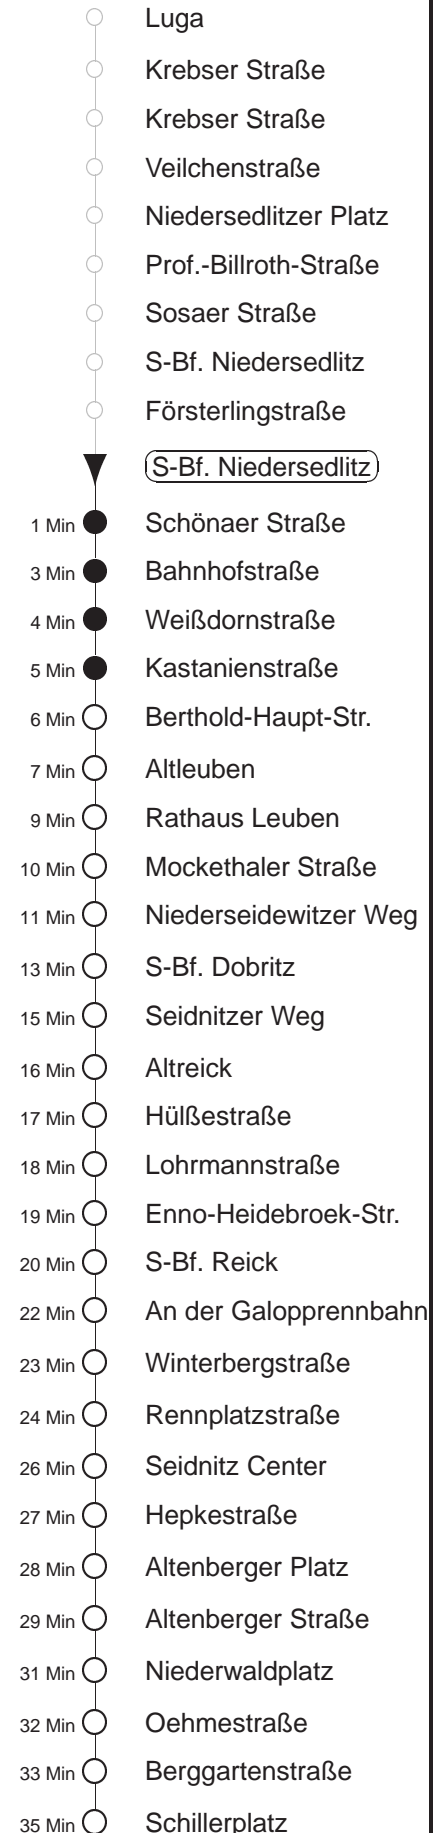 Luga
Krebser Straße
Krebser Straße
Veilchenstraße
Niedersedlitzer Platz
Prof.-Billroth-Straße
Sosaer Straße
S-Bf. Niedersedlitz
Försterlingstraße
S-Bf. Niedersedlitz
1 Min Schönaer Straße
3 Min Bahnhofstraße
4 Min Weißdornstraße
5 Min Kastanienstraße
6 Min Berthold-Haupt-Str.
7 Min Altleuben
9 Min Rathaus Leuben
10 Min Mockethaler Straße
11 Min Niederseidewitzer Weg
13 Min S-Bf. Dobritz
15 Min Seidnitzer Weg
16 Min Altreick
17 Min Hülßestraße
18 Min Lohrmannstraße
19 Min Enno-Heidebroek-Str.
20 Min S-Bf. Reick
22 Min An der Galopprennbahn
23 Min Winterbergstraße
24 Min Rennplatzstraße
26 Min Seidnitz Center
27 Min Hepkestraße
28 Min Altenberger Platz
29 Min Altenberger Straße
31 Min Niederwaldplatz
32 Min Oehmestraße
33 Min Berggartenstraße
35 Min Schillerplatz